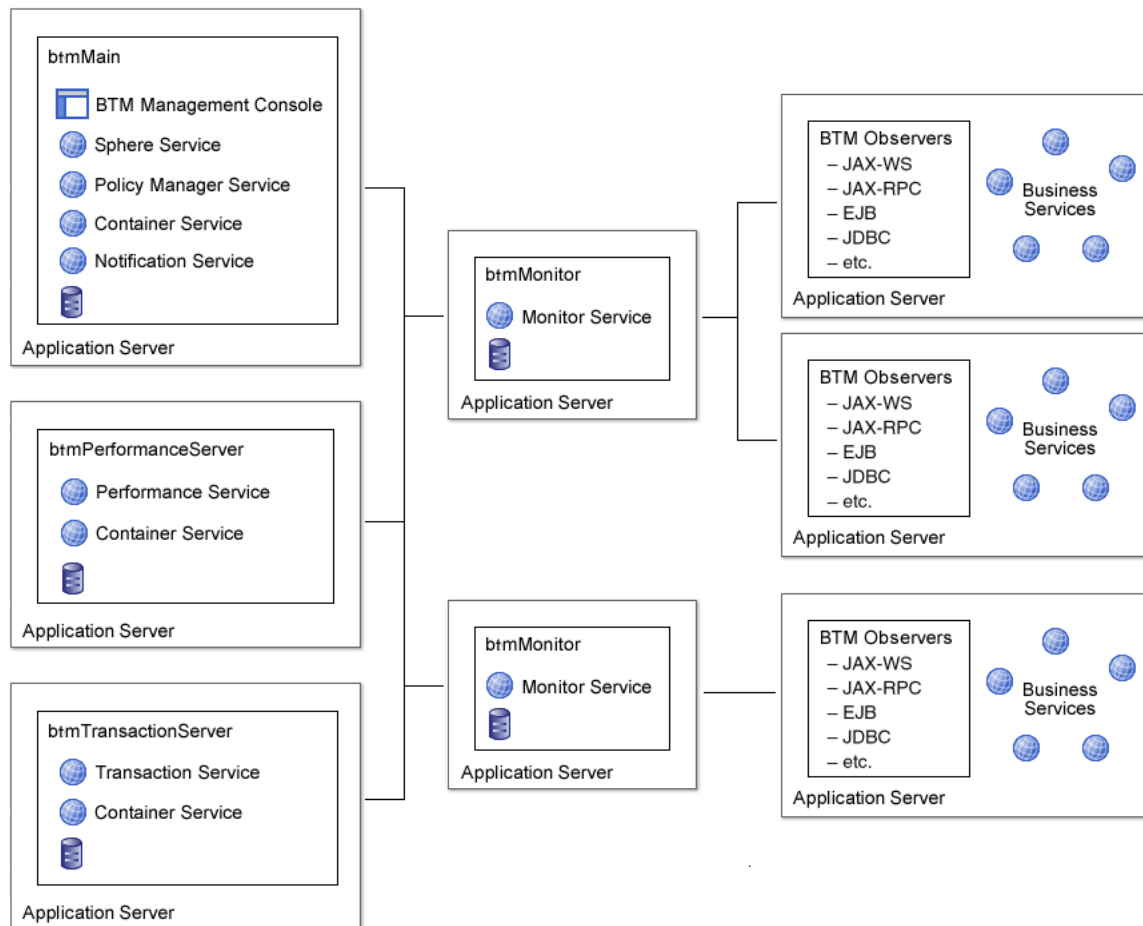 btmMain
BTM Management Console
Sphere Service
Policy Manager Service
Container Service
Notification Service
Application Server
btmPerformanceServer
Performance Service
Container Service
Application Server
btmTransactionServer
Transaction Service
Container Service
Application Server
btmMonitor
Monitor Service
Application Server
btmMonitor
Monitor Service
Application Server
BTM Observers
– JAX-WS
– JAX-RPC
– EJB
– JDBC
– etc.
Business
Services
Application Server
BTM Observers
– JAX-WS
– JAX-RPC
– EJB
– JDBC
– etc.
Business
Services
Application Server
BTM Observers
– JAX-WS
– JAX-RPC
– EJB
– JDBC
– etc.
Business
Services
Application Server